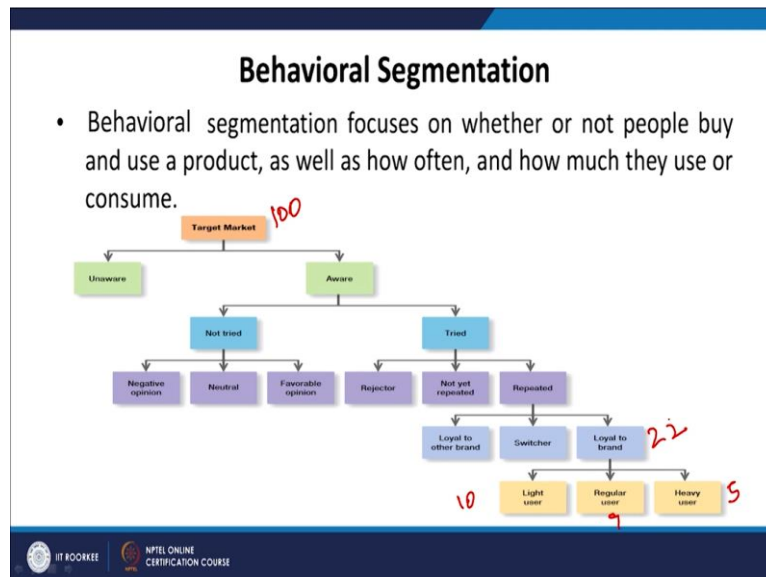 Behavioral Segmentation
• Behavioral segmentation focuses on whether or not people buy
and use a product, as well as how often, and how much they use or
consume.
Target Market 100
Unaware Aware
Not tried Tried
Negative opinion Neutral Favorable opinion Rejector Not yet repeated Repeated
Loyal to other brand Switcher Loyal to brand 22
10 Light user Regular user Heavy user 5
9
IIT ROORKEE NPTEL ONLINE
CERTIFICATION COURSE